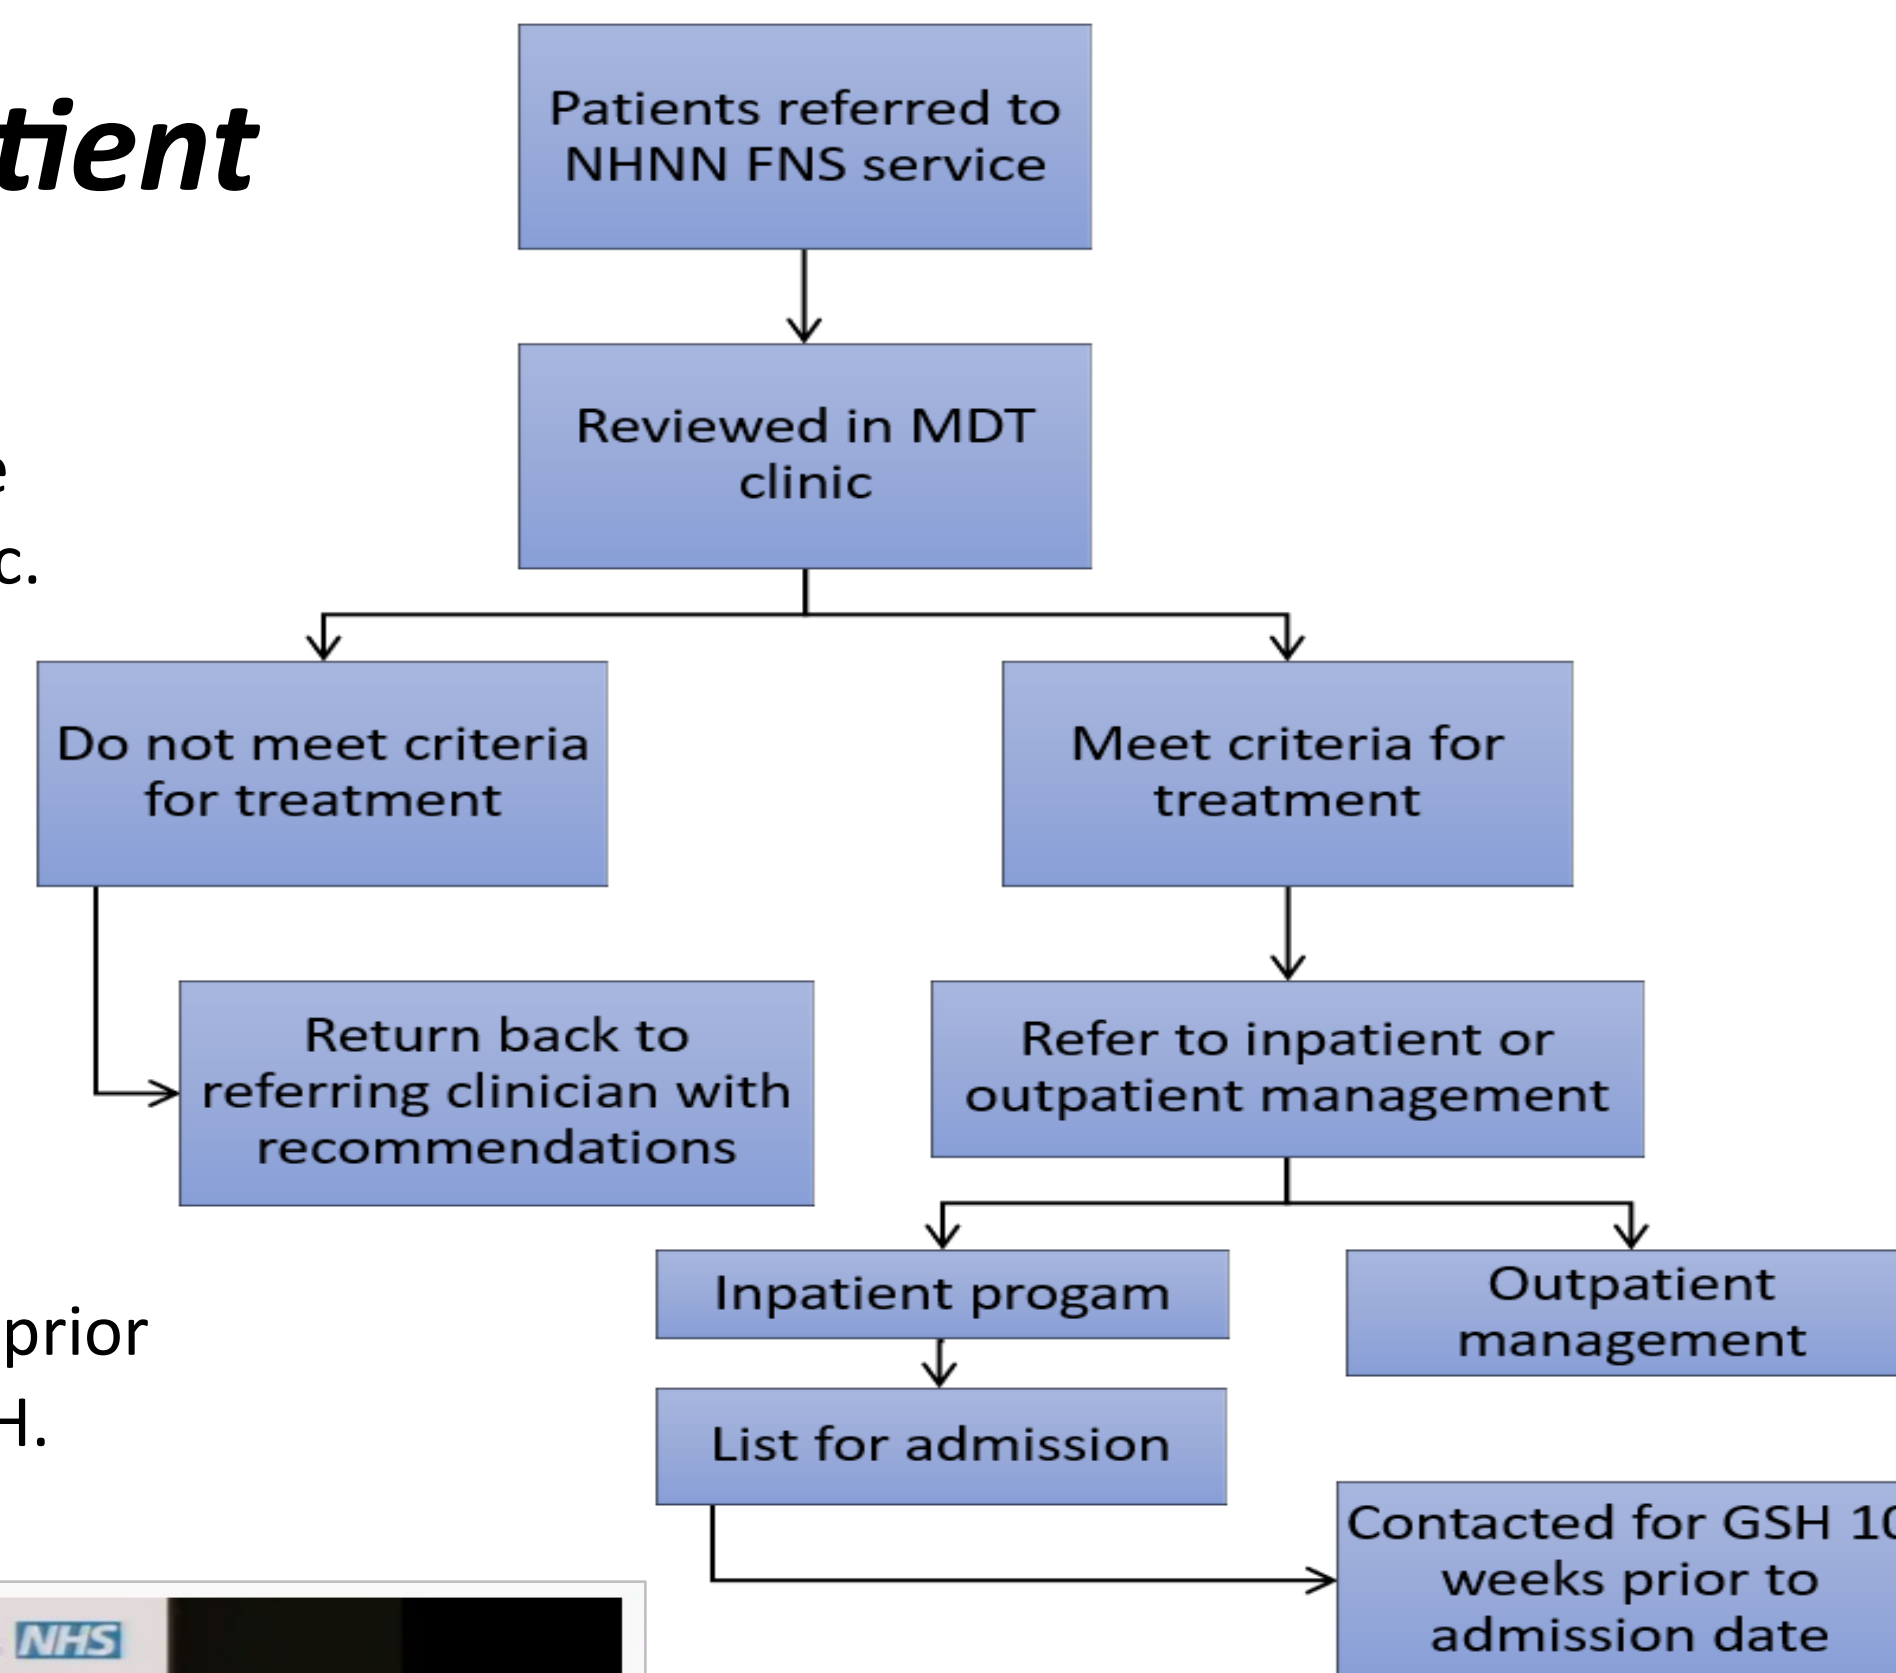 tient
Patients referred to
NHNN FNS service
Reviewed in MDT
clinic
e
c.
Do not meet criteria
for treatment
Meet criteria for
treatment
Return back to
referring clinician with
recommendations
Refer to inpatient or
outpatient management
Inpatient progam
Outpatient
management
prior
H.
List for admission
Contacted for GSH 10
weeks prior to
admission date
NHS